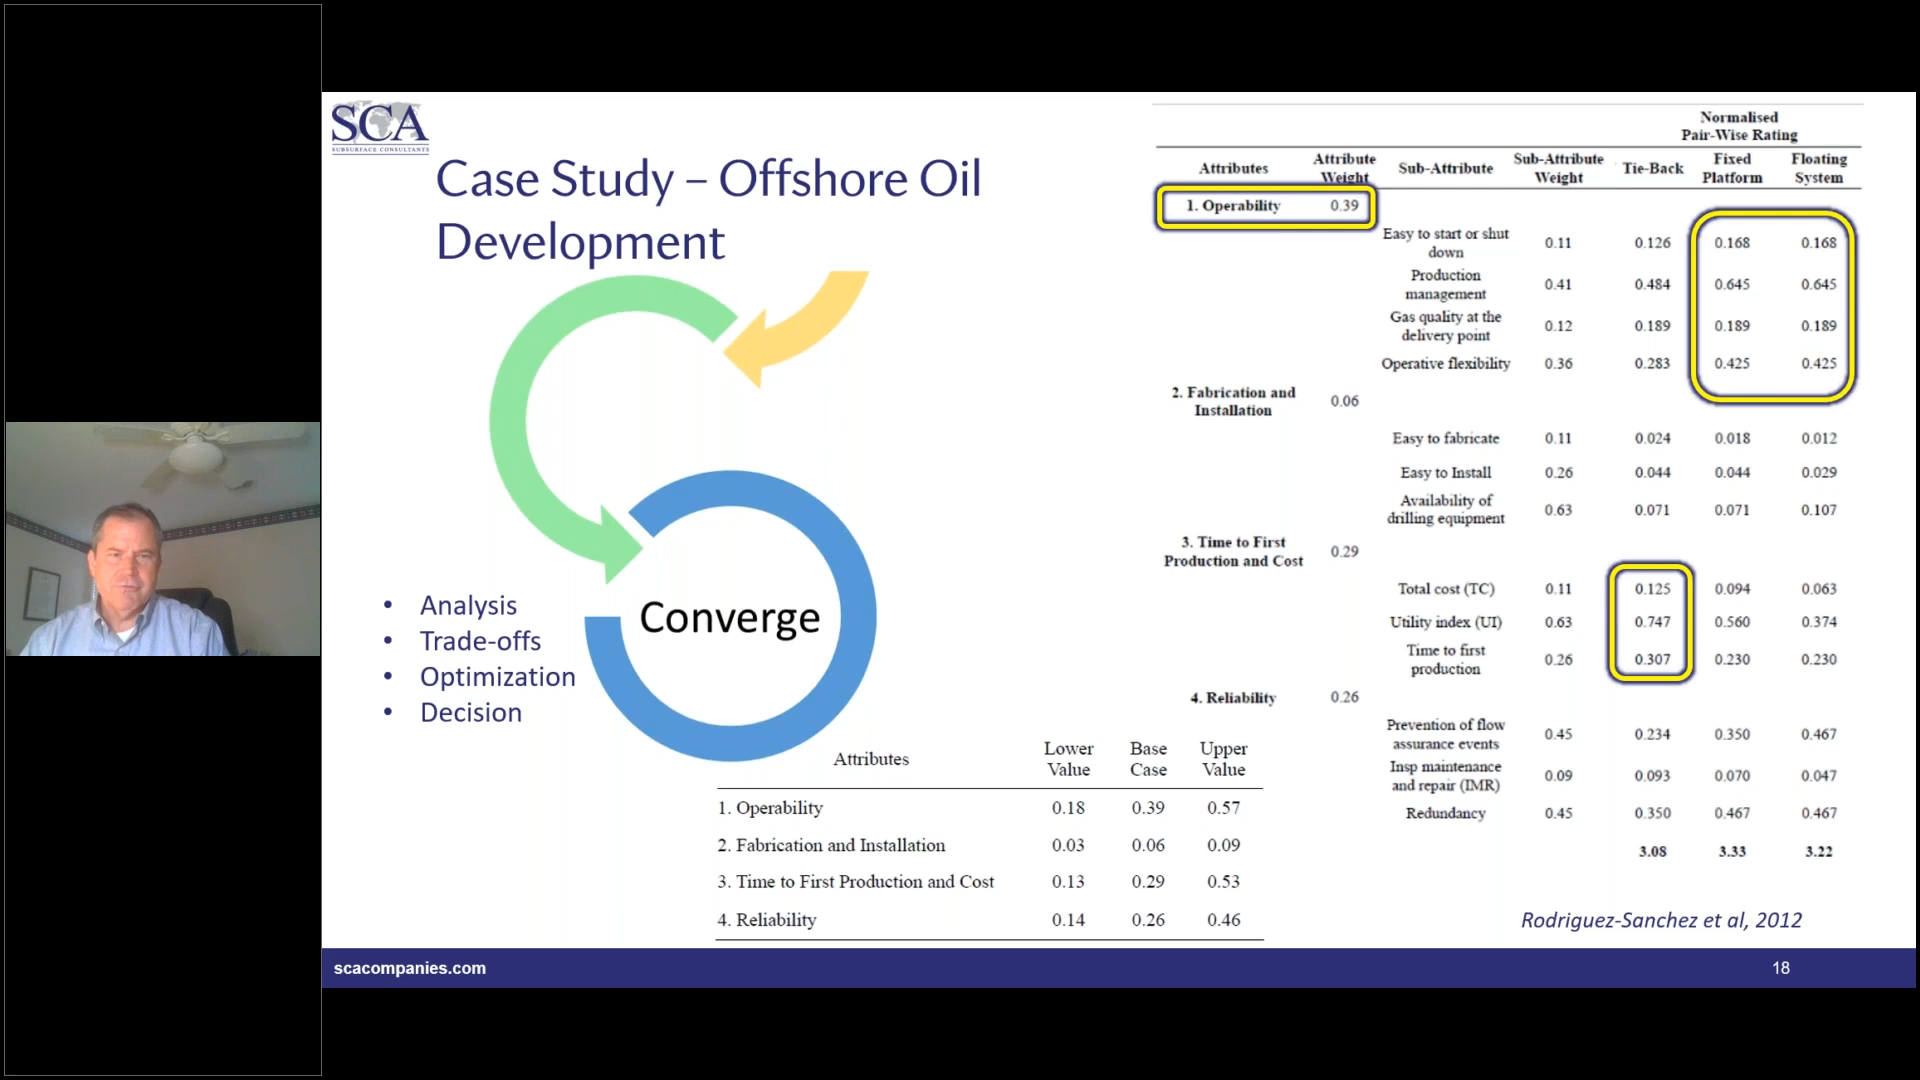 SCA
SUBSURFACE CONSULTANTS
Case Study – Offshore Oil
Development
Converge
• Analysis
• Trade-offs
• Optimization
• Decision
Attributes Lower Value Base Case Upper Value
1. Operability 0.18 0.39 0.57
2. Fabrication and Installation 0.03 0.06 0.09
3. Time to First Production and Cost 0.13 0.29 0.53
4. Reliability 0.14 0.26 0.46
Normalised
Pair-Wise Rating
Attributes Attribute Weight Sub-Attribute Sub-Attribute Weight Tie-Back Fixed Platform Floating System
1. Operability 0.39
Easy to start or shut down 0.11 0.126 0.168 0.168
Production management 0.41 0.484 0.645 0.645
Gas quality at the delivery point 0.12 0.189 0.189 0.189
Operative flexibility 0.36 0.283 0.425 0.425
2. Fabrication and Installation 0.06
Easy to fabricate 0.11 0.024 0.018 0.012
Easy to Install 0.26 0.044 0.044 0.029
Availability of drilling equipment 0.63 0.071 0.071 0.107
3. Time to First Production and Cost 0.29
Total cost (TC) 0.11 0.125 0.094 0.063
Utility index (UI) 0.63 0.747 0.560 0.374
Time to first production 0.26 0.307 0.230 0.230
4. Reliability 0.26
Prevention of flow assurance events 0.45 0.234 0.350 0.467
Insp maintenance and repair (IMR) 0.09 0.093 0.070 0.047
Redundancy 0.45 0.350 0.467 0.467
3.08 3.33 3.22
Rodriguez-Sanchez et al, 2012
scacompanies.com
18